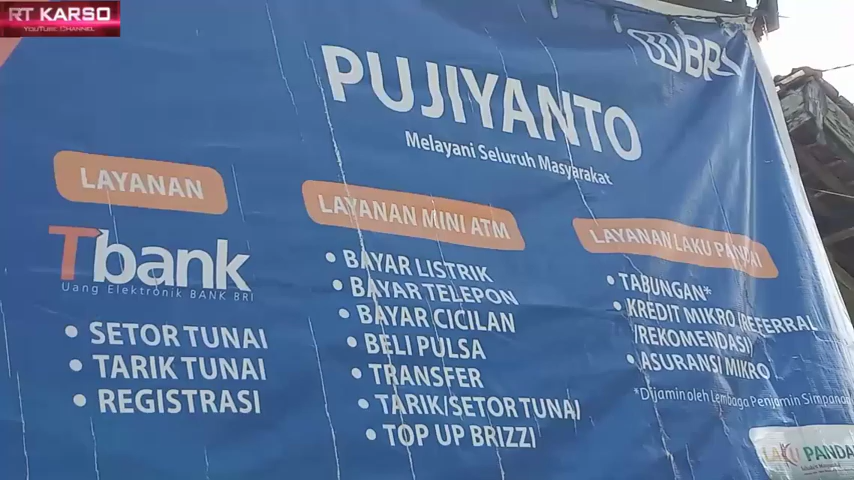 RT KARSO
YOUTUBE CHANNEL
BRI
PUJIYANTO
Melayani Seluruh Masyarakat
LAYANAN
Tbank
Uang Elektronik BANK BRI
• SETOR TUNAI
• TARIK TUNAI
• REGISTRASI
LAYANAN MINI ATM
• BAYAR LISTRIK
• BAYAR TELEPON
• BAYAR CICILAN
• BELI PULSA
• TRANSFER
• TARIK/SETOR TUNAI
• TOP UP BRIZZI
LAYANAN LAKU PANDAI
• TABUNGAN*
• KREDIT MIKRO (REFERRAL
/REKOMENDASI)
• ASURANSI MIKRO
*Dijamin oleh Lembaga Penjamin Simpanan
LAKU PANDAI